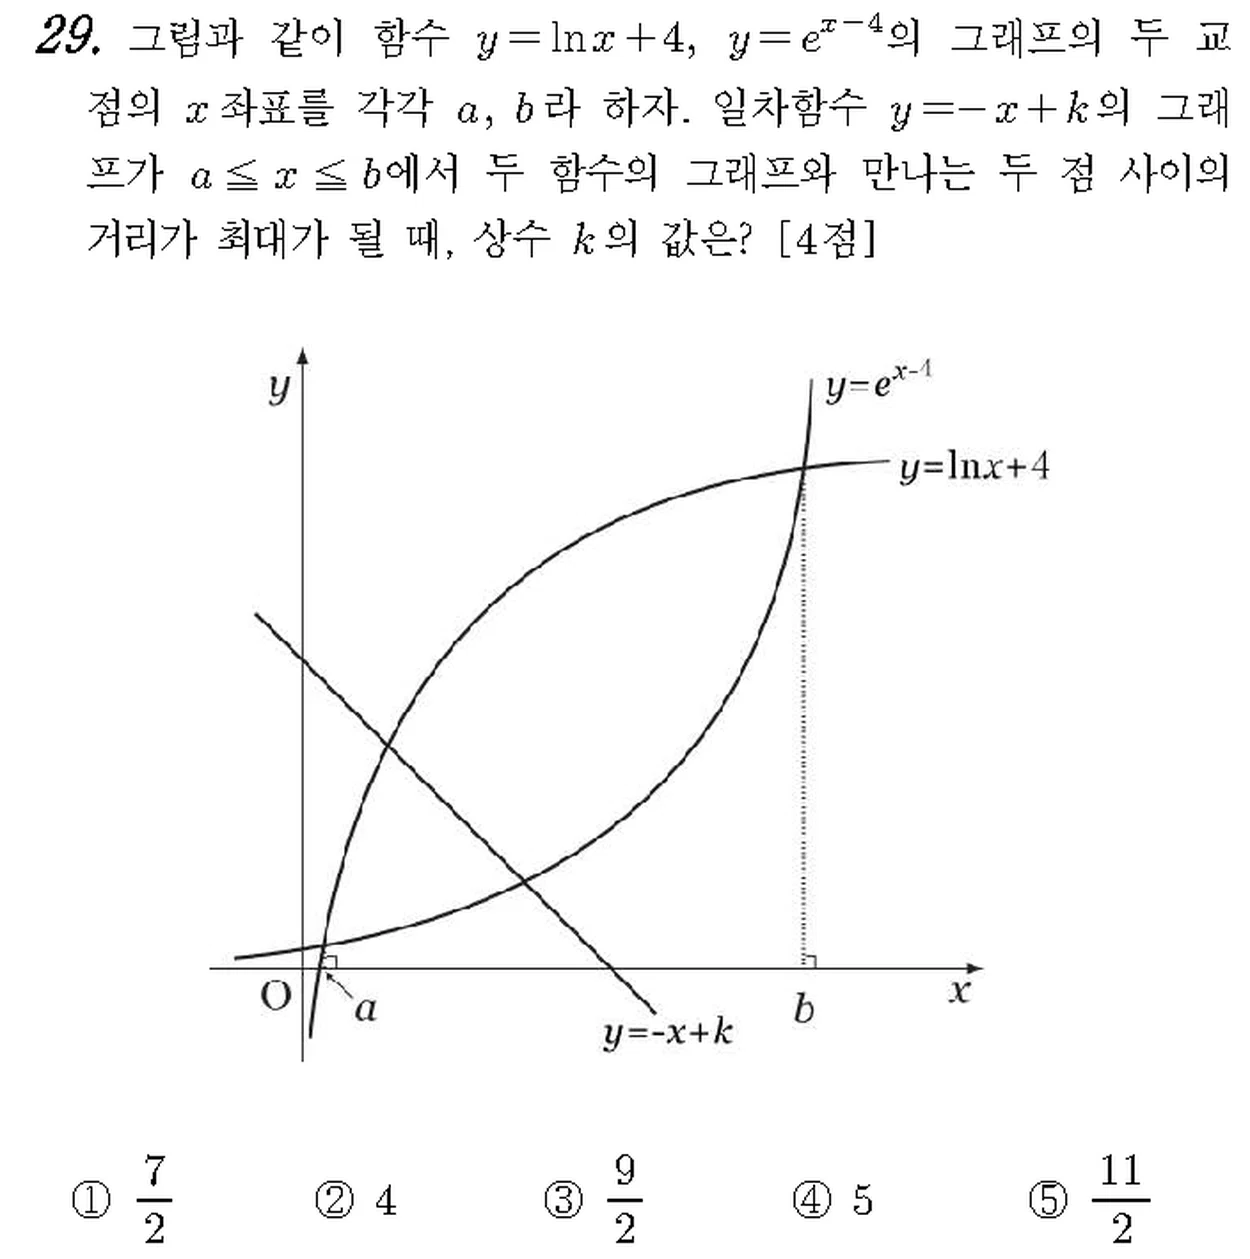 29. 그림과 같이 함수 y=lnx+4, y=e^{x-4}의 그래프의 두 교
점의 x좌표를 각각 a, b라 하자. 일차함수 y=-x+k의 그래
프가 a≦x≦b에서 두 함수의 그래프와 만나는 두 점 사이의
거리가 최대가 될 때, 상수 k의 값은? [4점]
y
y=e^{x-4}
y=lnx+4
O
a
b
x
y=-x+k
① 7/2 ② 4 ③ 9/2 ④ 5 ⑤ 11/2